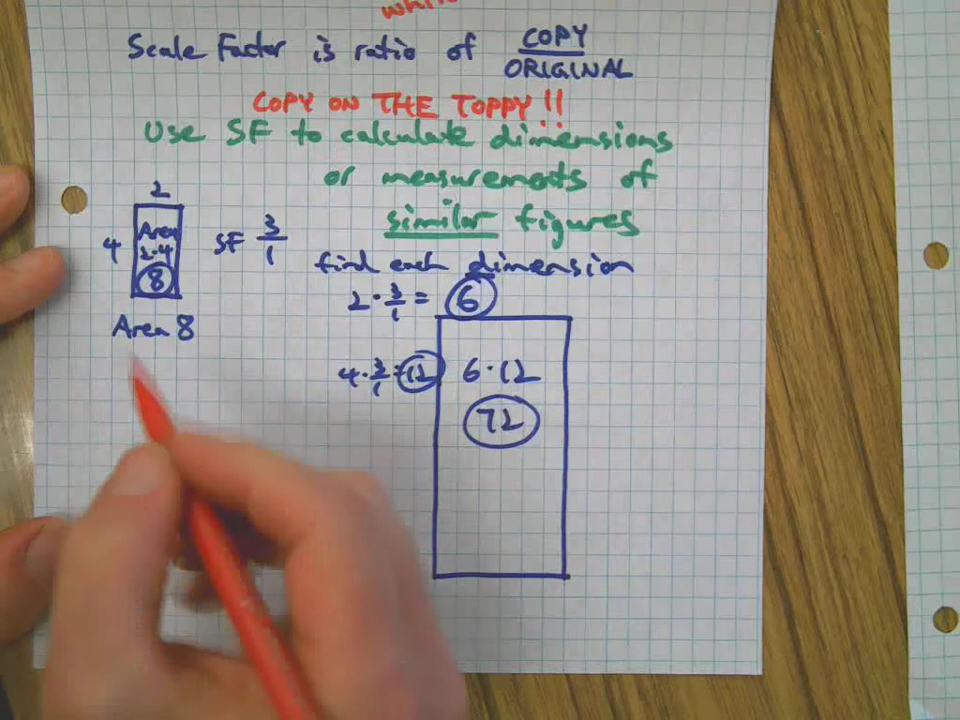 while
Scale Factor is ratio of COPY
ORIGINAL
COPY ON THE TOPPY!!
Use SF to calculate dimensions
or measurements of
similar figures
2
Area
2·4
8
4
SF 3/1
Area 8
find each dimension
2 · 3/1 = 6
4 · 3/1 = 12
6·12
72